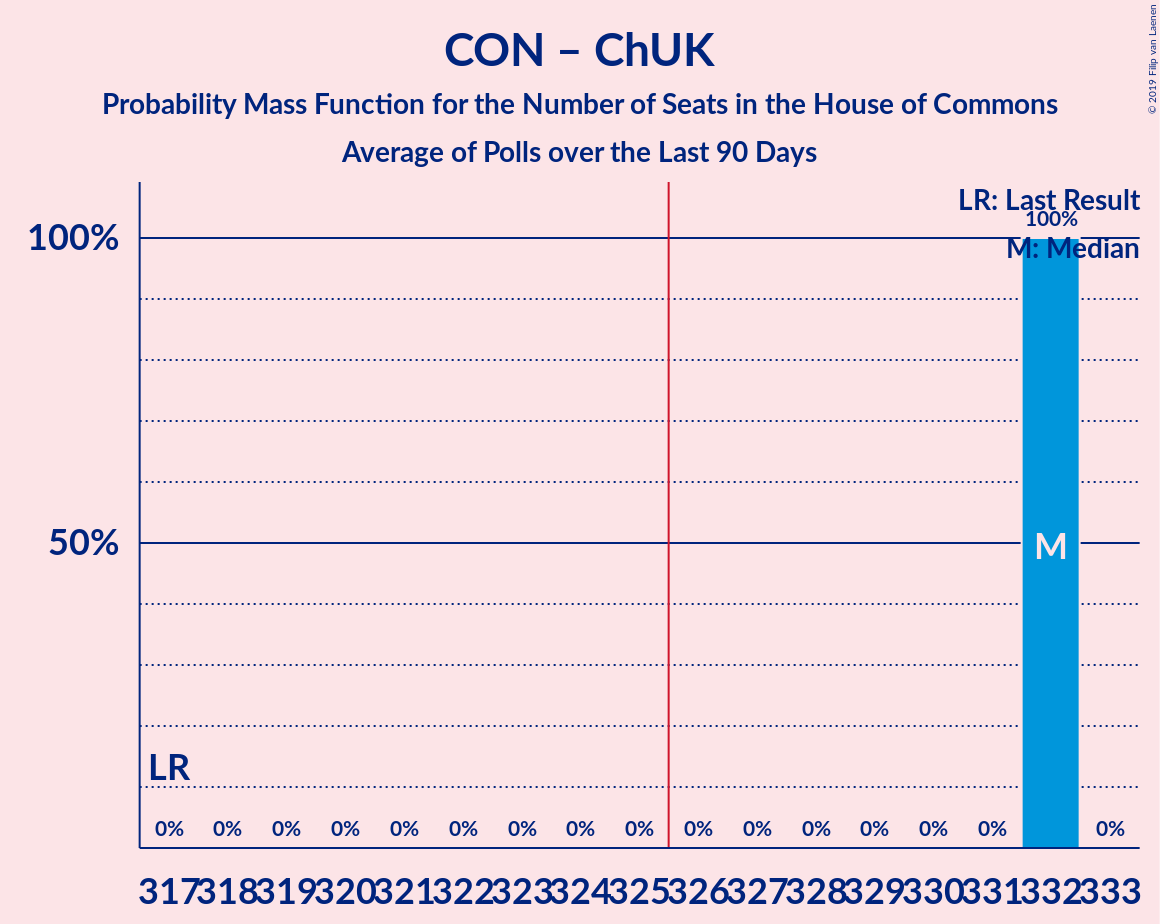 CON – ChUK
Probability Mass Function for the Number of Seats in the House of Commons
Average of Polls over the Last 90 Days
© 2019 Filip van Laenen
LR: Last Result
100%
M: Median
100%
50%
M
LR
0% 0% 0% 0% 0% 0% 0% 0% 0% 0% 0% 0% 0% 0% 0% 0%
317 318 319 320 321 322 323 324 325 326 327 328 329 330 331 332 333